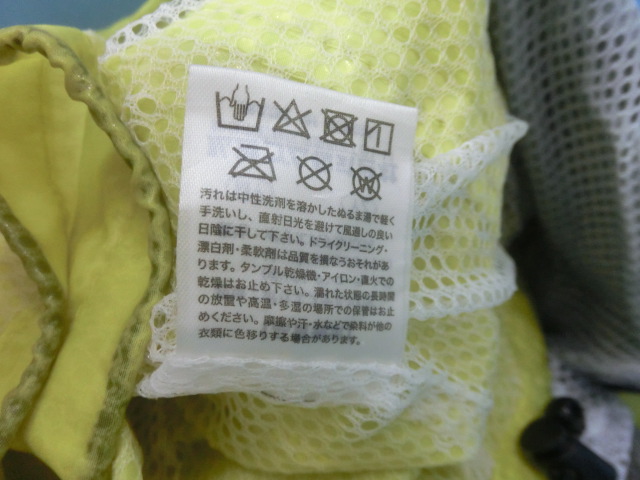 W
汚れは中性洗剤を溶かしたぬるま湯で軽く
手洗いし、直射日光を避けて風通しの良い
日陰に干して下さい。ドライクリーニング・
漂白剤・柔軟剤は品質を損なうおそれがあ
ります。タンブル乾燥機・アイロン・直火での
乾燥はお止め下さい。濡れた状態の長時間
の放置や高温・多湿の場所での保管はお止
めください。摩擦や汗・水などで染料が他の
衣類に色移りする場合があります。